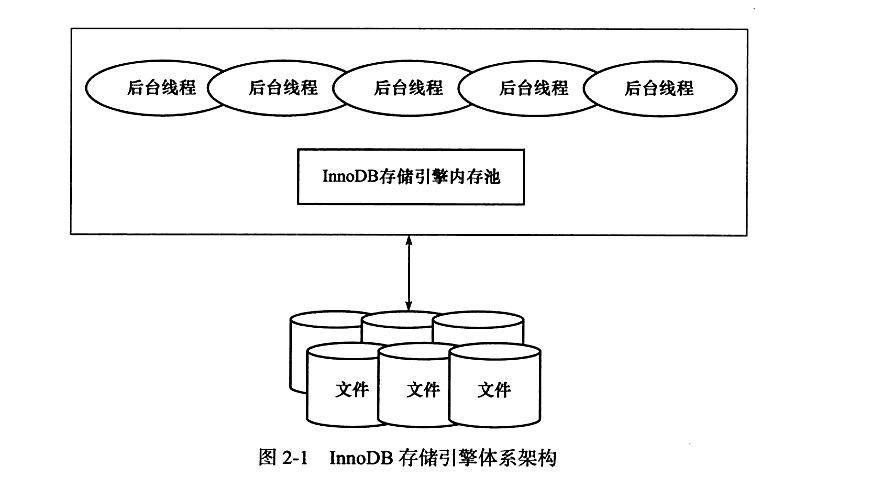 后台线程 后台线程 后台线程 后台线程 后台线程
InnoDB存储引擎内存池
文件 文件 文件
图 2-1 InnoDB 存储引擎体系架构